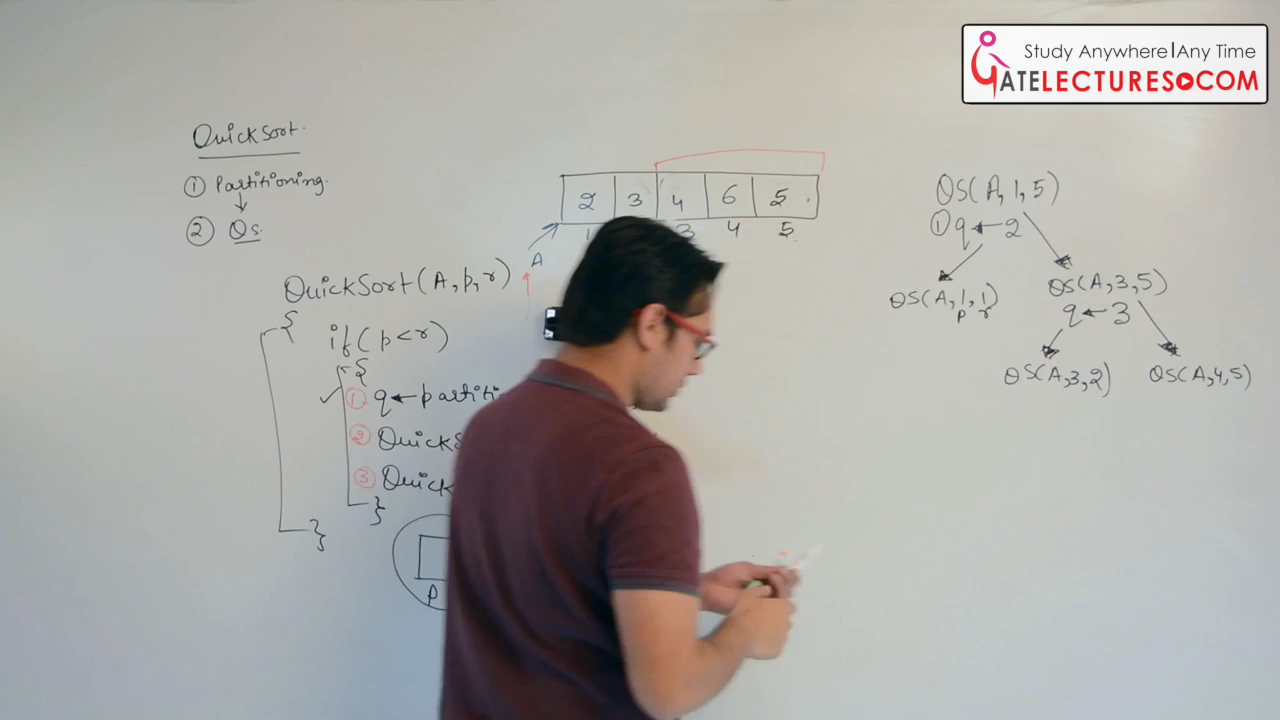 Study Anywhere|Any Time
GATELECTURES.COM
QuickSort.
① Partitioning.
② QS.
2 3 4 6 5
3 4 5
A
QuickSort(A, p, r)
{
if(p<r)
{
① q←partiti
② Quick
③ Quick
}
}
p
QS(A, 1, 5)
① q←2
QS(A, 1, 1)
p r
QS(A, 3, 5)
q←3
QS(A, 3, 2)
QS(A, 4, 5)